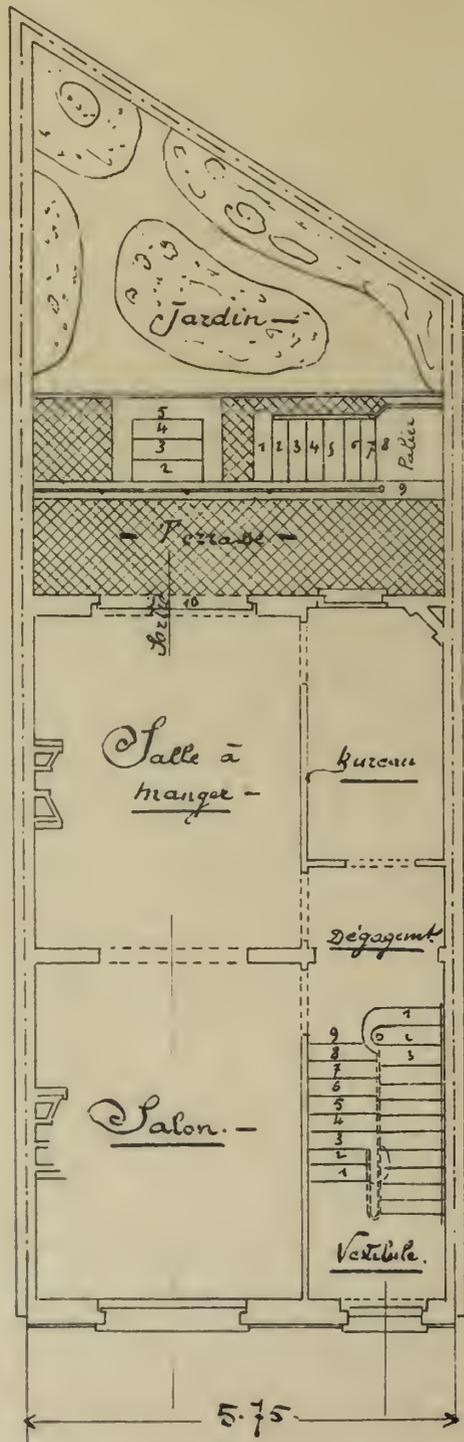 Jardin -
5
4
3
2
1 2 3 4 5 6 7 8
Palier
9
- Terrasse -
10
Sortie
Salle à
manger -
Bureau
Dégagemt.
1
2
3
9
8
7
6
5
4
3
2
1
Salon. -
Vestibule.
5.75